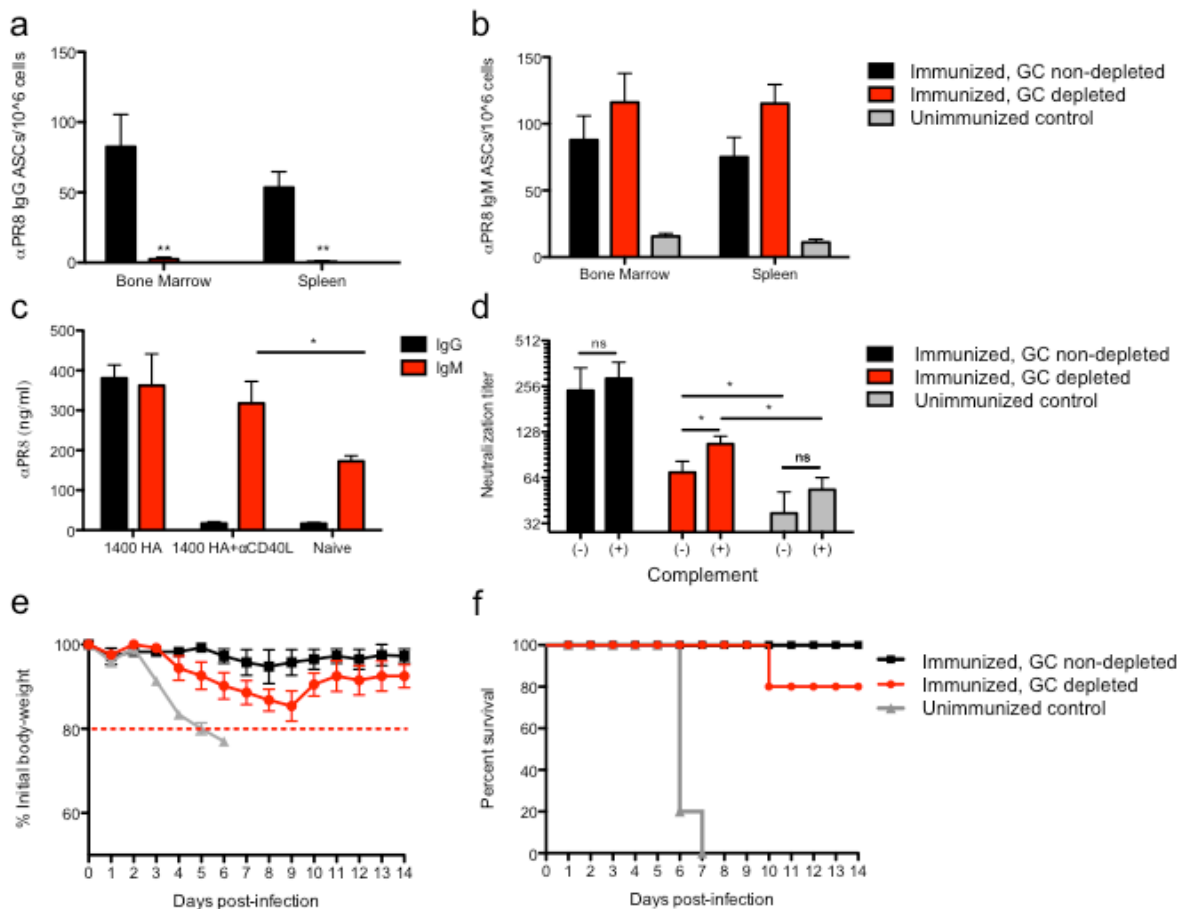 a
αPR8 IgG ASCs/10^6 cells
150
100
50
0
**
**
Bone Marrow
Spleen
b
αPR8 IgM ASCs/10^6 cells
150
100
50
0
Bone Marrow
Spleen
Immunized, GC non-depleted
Immunized, GC depleted
Unimmunized control
c
αPR8 (ng/ml)
500
400
300
200
100
0
*
1400 HA
1400 HA+αCD40L
Naive
IgG
IgM
d
Neutralization titer
512
256
128
64
32
ns
*
*
*
ns
(-)
(+)
(-)
(+)
(-)
(+)
Complement
Immunized, GC non-depleted
Immunized, GC depleted
Unimmunized control
e
% Initial body-weight
100
80
60
0 1 2 3 4 5 6 7 8 9 10 11 12 13 14
Days post-infection
f
Percent survival
100
80
60
40
20
0
0 1 2 3 4 5 6 7 8 9 10 11 12 13 14
Days post-infection
Immunized, GC non-depleted
Immunized, GC depleted
Unimmunized control